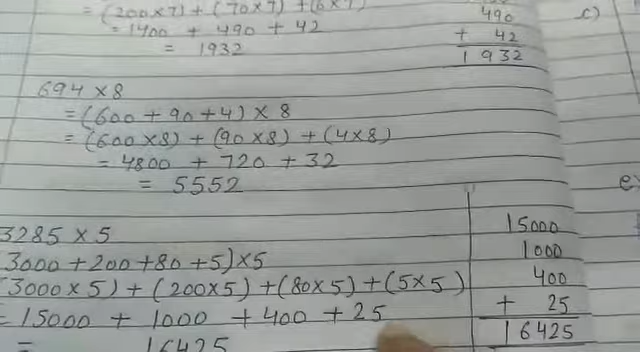 = (200×7) + (70×7) + (6×7)
= 1400 + 490 + 42
= 1932
490
+ 42
1932
c)
694 × 8
= (600 + 90 + 4) × 8
= (600×8) + (90×8) + (4×8)
= 4800 + 720 + 32
= 5552
3285 × 5
3000 + 200 + 80 + 5) × 5
(3000×5) + (200×5) + (80×5) + (5×5)
= 15000 + 1000 + 400 + 25
= 16425
15000
1000
400
+ 25
16425